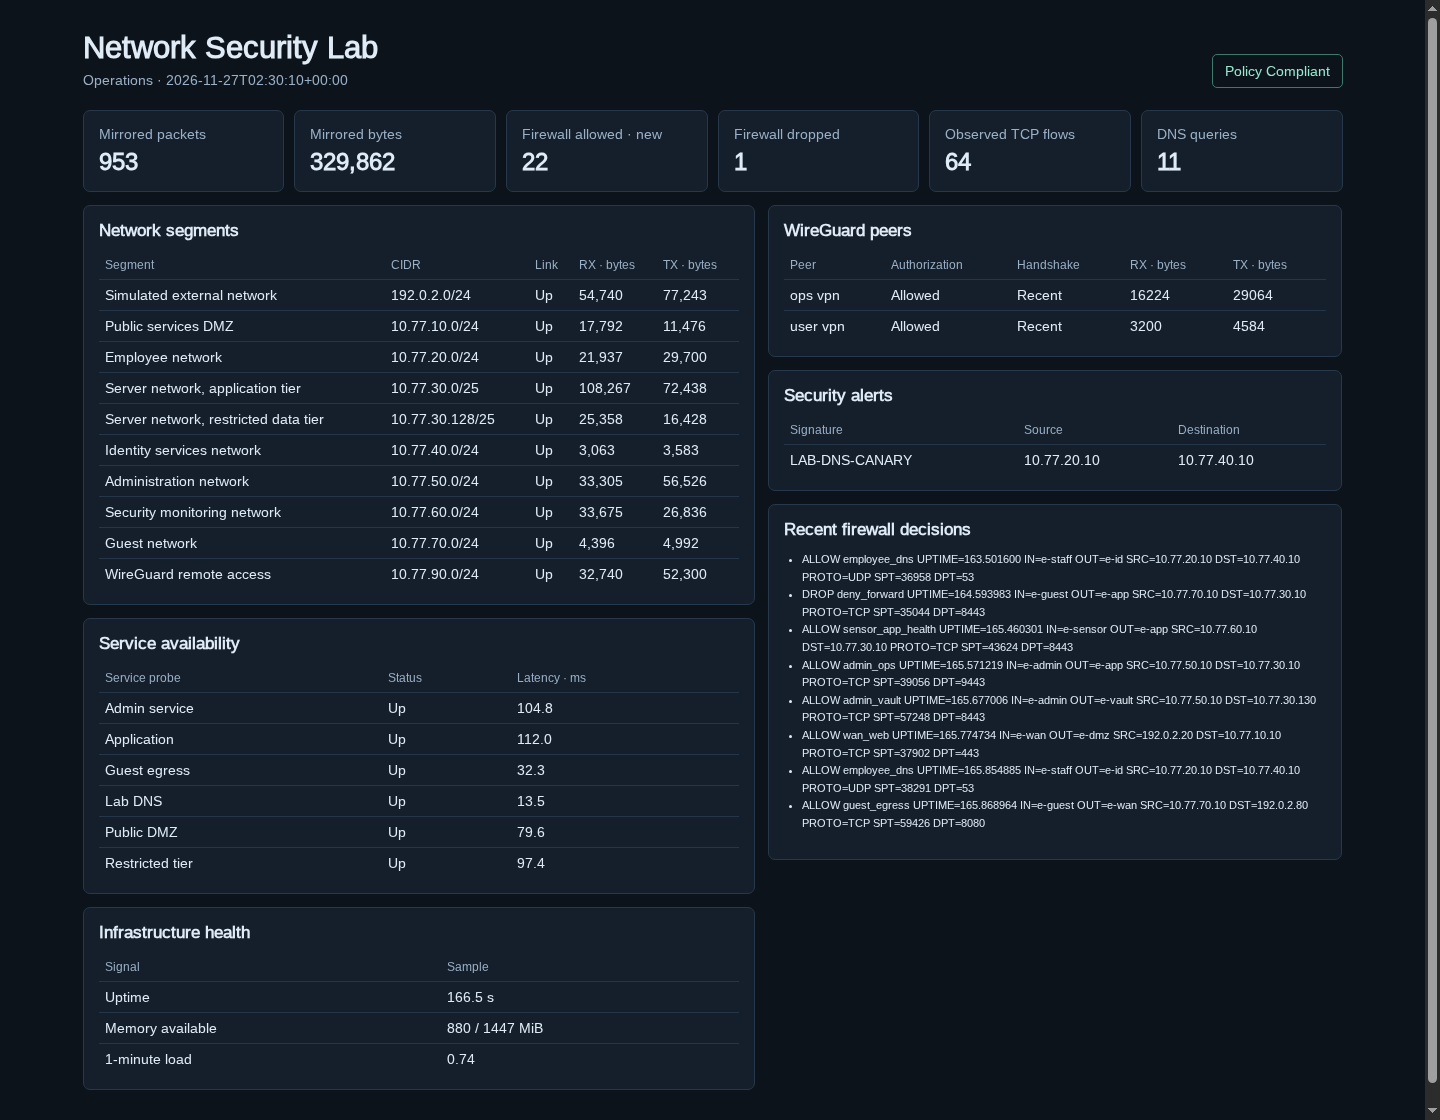 Network Security Lab
Operations · 2026-11-27T02:30:10+00:00
Policy Compliant
Mirrored packets
953
Mirrored bytes
329,862
Firewall allowed · new
22
Firewall dropped
1
Observed TCP flows
64
DNS queries
11
Network segments
Segment CIDR Link RX · bytes TX · bytes
Simulated external network 192.0.2.0/24 Up 54,740 77,243
Public services DMZ 10.77.10.0/24 Up 17,792 11,476
Employee network 10.77.20.0/24 Up 21,937 29,700
Server network, application tier 10.77.30.0/25 Up 108,267 72,438
Server network, restricted data tier 10.77.30.128/25 Up 25,358 16,428
Identity services network 10.77.40.0/24 Up 3,063 3,583
Administration network 10.77.50.0/24 Up 33,305 56,526
Security monitoring network 10.77.60.0/24 Up 33,675 26,836
Guest network 10.77.70.0/24 Up 4,396 4,992
WireGuard remote access 10.77.90.0/24 Up 32,740 52,300
Service availability
Service probe Status Latency · ms
Admin service Up 104.8
Application Up 112.0
Guest egress Up 32.3
Lab DNS Up 13.5
Public DMZ Up 79.6
Restricted tier Up 97.4
Infrastructure health
Signal Sample
Uptime 166.5 s
Memory available 880 / 1447 MiB
1-minute load 0.74
WireGuard peers
Peer Authorization Handshake RX · bytes TX · bytes
ops vpn Allowed Recent 16224 29064
user vpn Allowed Recent 3200 4584
Security alerts
Signature Source Destination
LAB-DNS-CANARY 10.77.20.10 10.77.40.10
Recent firewall decisions
• ALLOW employee_dns UPTIME=163.501600 IN=e-staff OUT=e-id SRC=10.77.20.10 DST=10.77.40.10
PROTO=UDP SPT=36958 DPT=53
• DROP deny_forward UPTIME=164.593983 IN=e-guest OUT=e-app SRC=10.77.70.10 DST=10.77.30.10
PROTO=TCP SPT=35044 DPT=8443
• ALLOW sensor_app_health UPTIME=165.460301 IN=e-sensor OUT=e-app SRC=10.77.60.10
DST=10.77.30.10 PROTO=TCP SPT=43624 DPT=8443
• ALLOW admin_ops UPTIME=165.571219 IN=e-admin OUT=e-app SRC=10.77.50.10 DST=10.77.30.10
PROTO=TCP SPT=39056 DPT=9443
• ALLOW admin_vault UPTIME=165.677006 IN=e-admin OUT=e-vault SRC=10.77.50.10 DST=10.77.30.130
PROTO=TCP SPT=57248 DPT=8443
• ALLOW wan_web UPTIME=165.774734 IN=e-wan OUT=e-dmz SRC=192.0.2.20 DST=10.77.10.10
PROTO=TCP SPT=37902 DPT=443
• ALLOW employee_dns UPTIME=165.854885 IN=e-staff OUT=e-id SRC=10.77.20.10 DST=10.77.40.10
PROTO=UDP SPT=38291 DPT=53
• ALLOW guest_egress UPTIME=165.868964 IN=e-guest OUT=e-wan SRC=10.77.70.10 DST=192.0.2.80
PROTO=TCP SPT=59426 DPT=8080